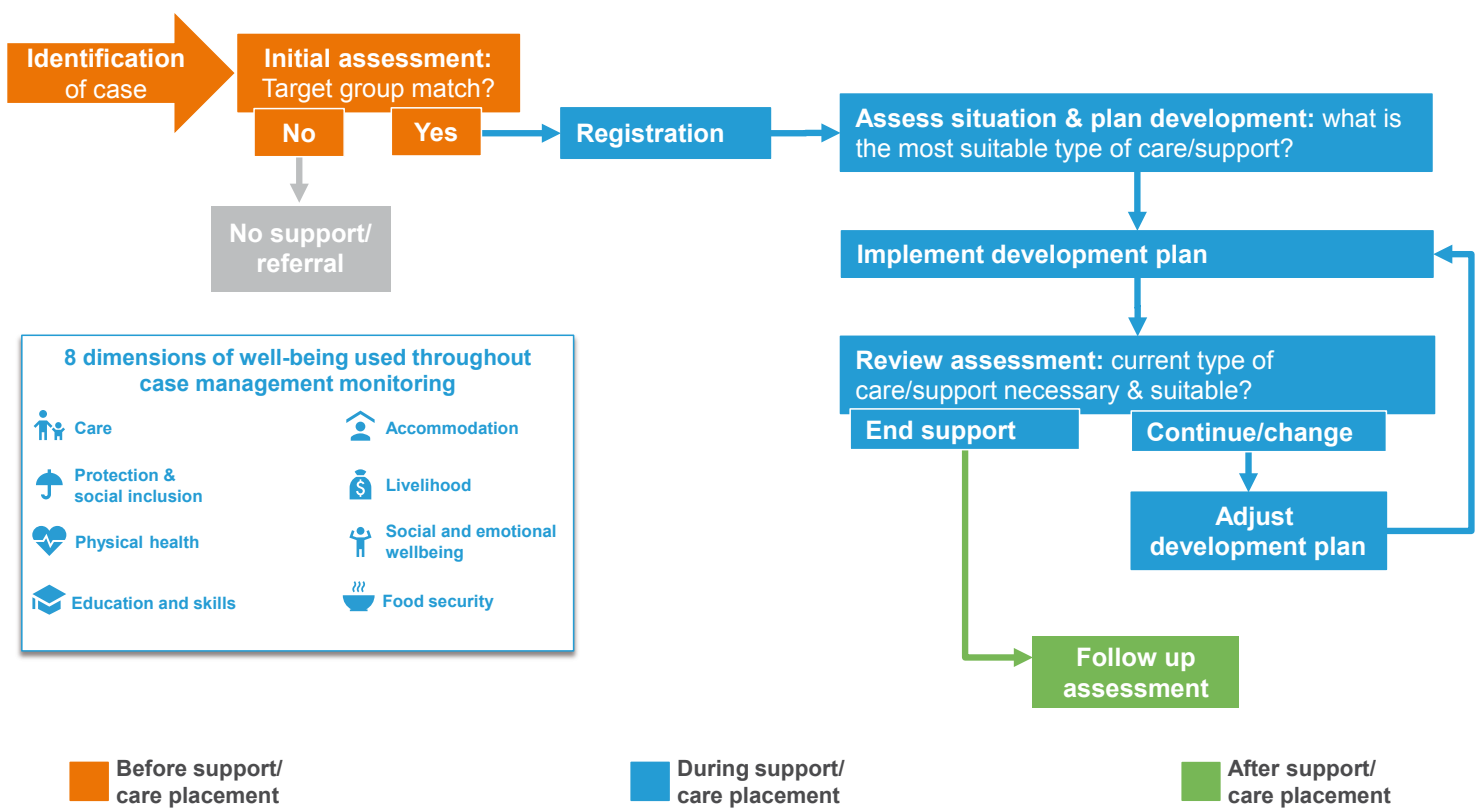 Identification
of case
Initial assessment:
Target group match?
No
Yes
No support/
referral
Registration
Assess situation & plan development: what is
the most suitable type of care/support?
Implement development plan
Review assessment: current type of
care/support necessary & suitable?
End support
Continue/change
Adjust
development plan
Follow up
assessment
8 dimensions of well-being used throughout
case management monitoring
Care
Accommodation
Protection &
social inclusion
Livelihood
Physical health
Social and emotional
wellbeing
Education and skills
Food security
Before support/
care placement
During support/
care placement
After support/
care placement